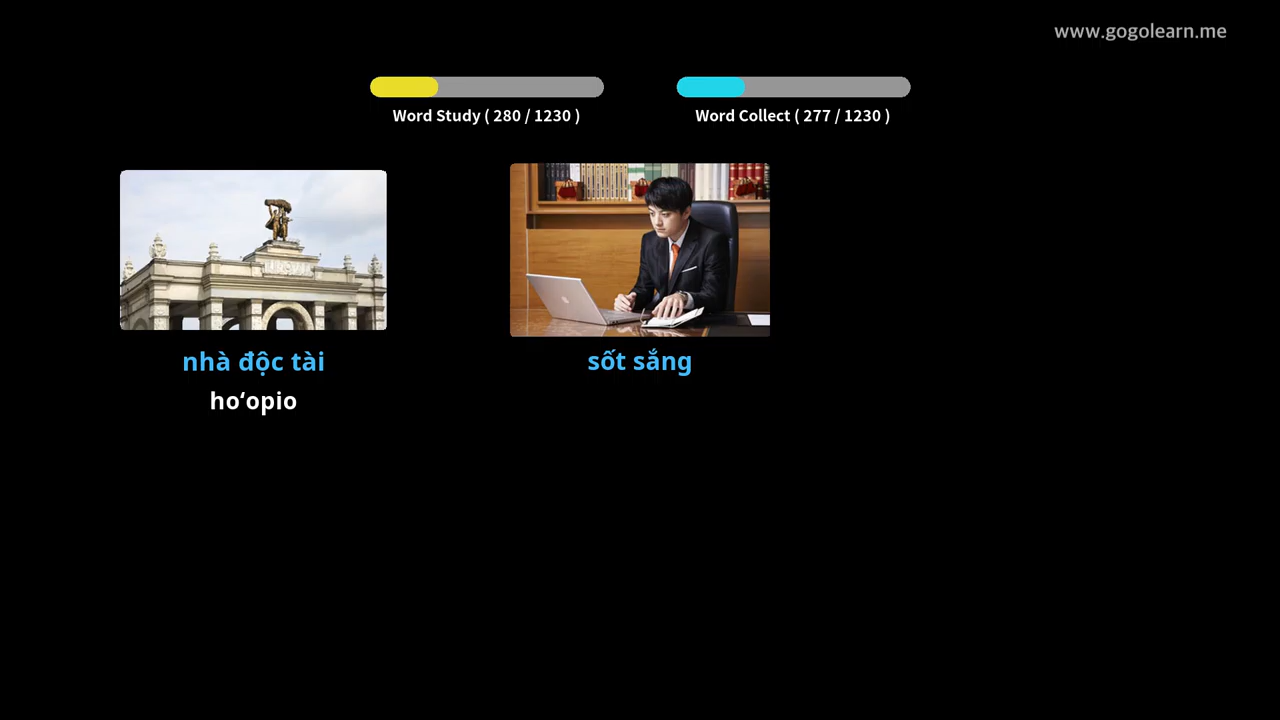 www.gogolearn.me
Word Study ( 280 / 1230 )
Word Collect ( 277 / 1230 )
nhà độc tài
hoʻopio
sốt sắng